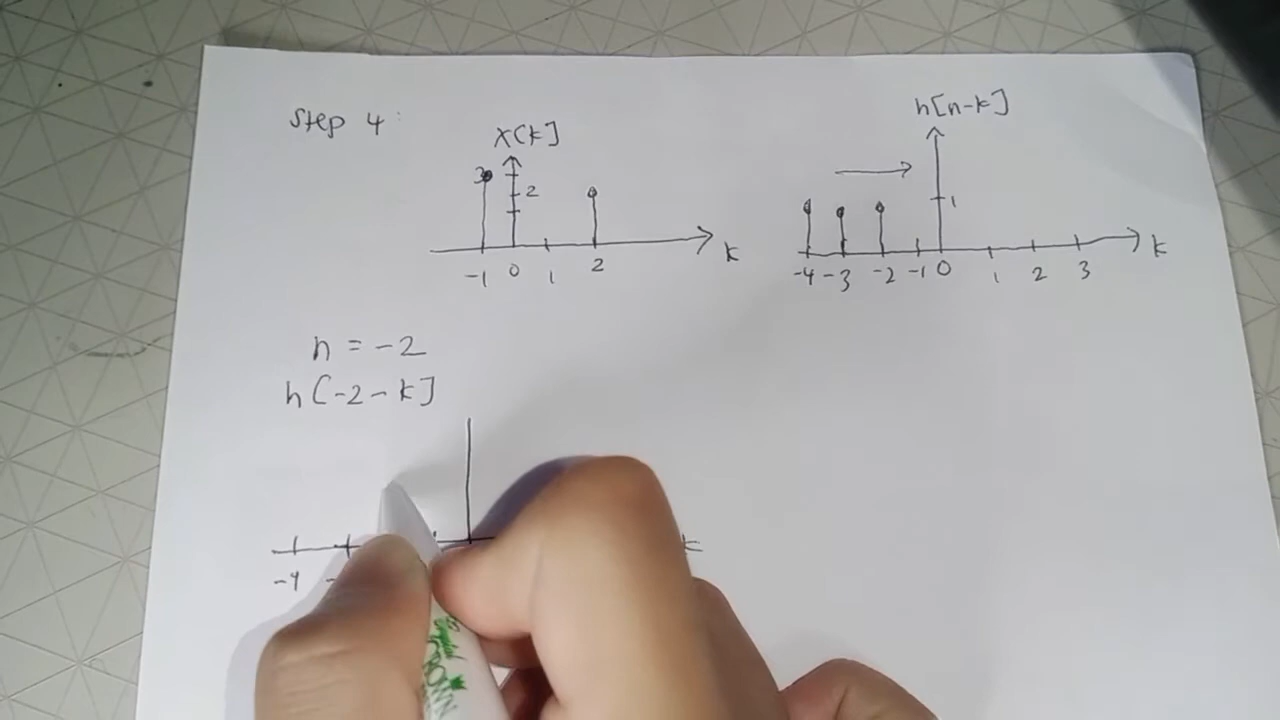 Step 4:
x[k]
3
2
k
-1 0 1 2
h[n-k]
1
k
-4 -3 -2 -1 0 1 2 3
n = -2
h[-2-k]
-4